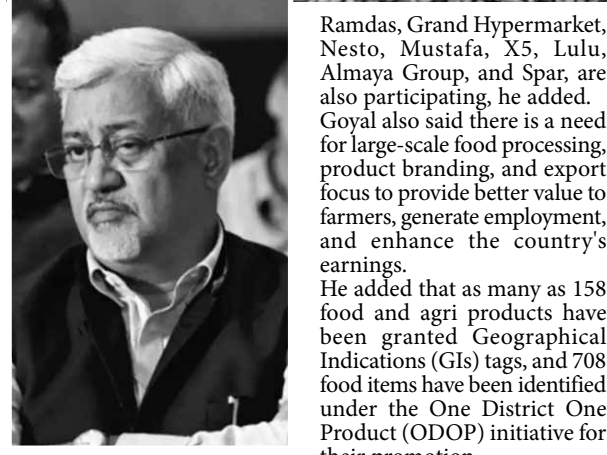 Ramdas, Grand Hypermarket,
Nesto, Mustafa, X5, Lulu,
Almaya Group, and Spar, are
also participating, he added.
Goyal also said there is a need
for large-scale food processing,
product branding, and export
focus to provide better value to
farmers, generate employment,
and enhance the country's
earnings.
He added that as many as 158
food and agri products have
been granted Geographical
Indications (GIs) tags, and 708
food items have been identified
under the One District One
Product (ODOP) initiative for
their promotion